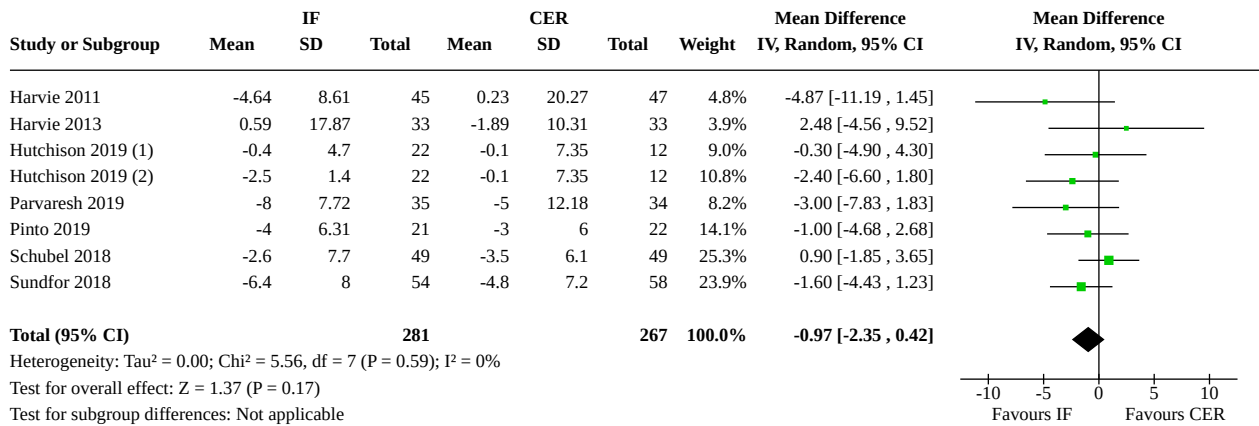 IF CER Mean Difference Mean Difference
Study or Subgroup Mean SD Total Mean SD Total Weight IV, Random, 95% CI IV, Random, 95% CI
Harvie 2011 -4.64 8.61 45 0.23 20.27 47 4.8% -4.87 [-11.19 , 1.45]
Harvie 2013 0.59 17.87 33 -1.89 10.31 33 3.9% 2.48 [-4.56 , 9.52]
Hutchison 2019 (1) -0.4 4.7 22 -0.1 7.35 12 9.0% -0.30 [-4.90 , 4.30]
Hutchison 2019 (2) -2.5 1.4 22 -0.1 7.35 12 10.8% -2.40 [-6.60 , 1.80]
Parvaresh 2019 -8 7.72 35 -5 12.18 34 8.2% -3.00 [-7.83 , 1.83]
Pinto 2019 -4 6.31 21 -3 6 22 14.1% -1.00 [-4.68 , 2.68]
Schubel 2018 -2.6 7.7 49 -3.5 6.1 49 25.3% 0.90 [-1.85 , 3.65]
Sundfor 2018 -6.4 8 54 -4.8 7.2 58 23.9% -1.60 [-4.43 , 1.23]
Total (95% CI) 281 267 100.0% -0.97 [-2.35 , 0.42]
Heterogeneity: Tau² = 0.00; Chi² = 5.56, df = 7 (P = 0.59); I² = 0%
Test for overall effect: Z = 1.37 (P = 0.17)
Test for subgroup differences: Not applicable
-10 -5 0 5 10
Favours IF Favours CER